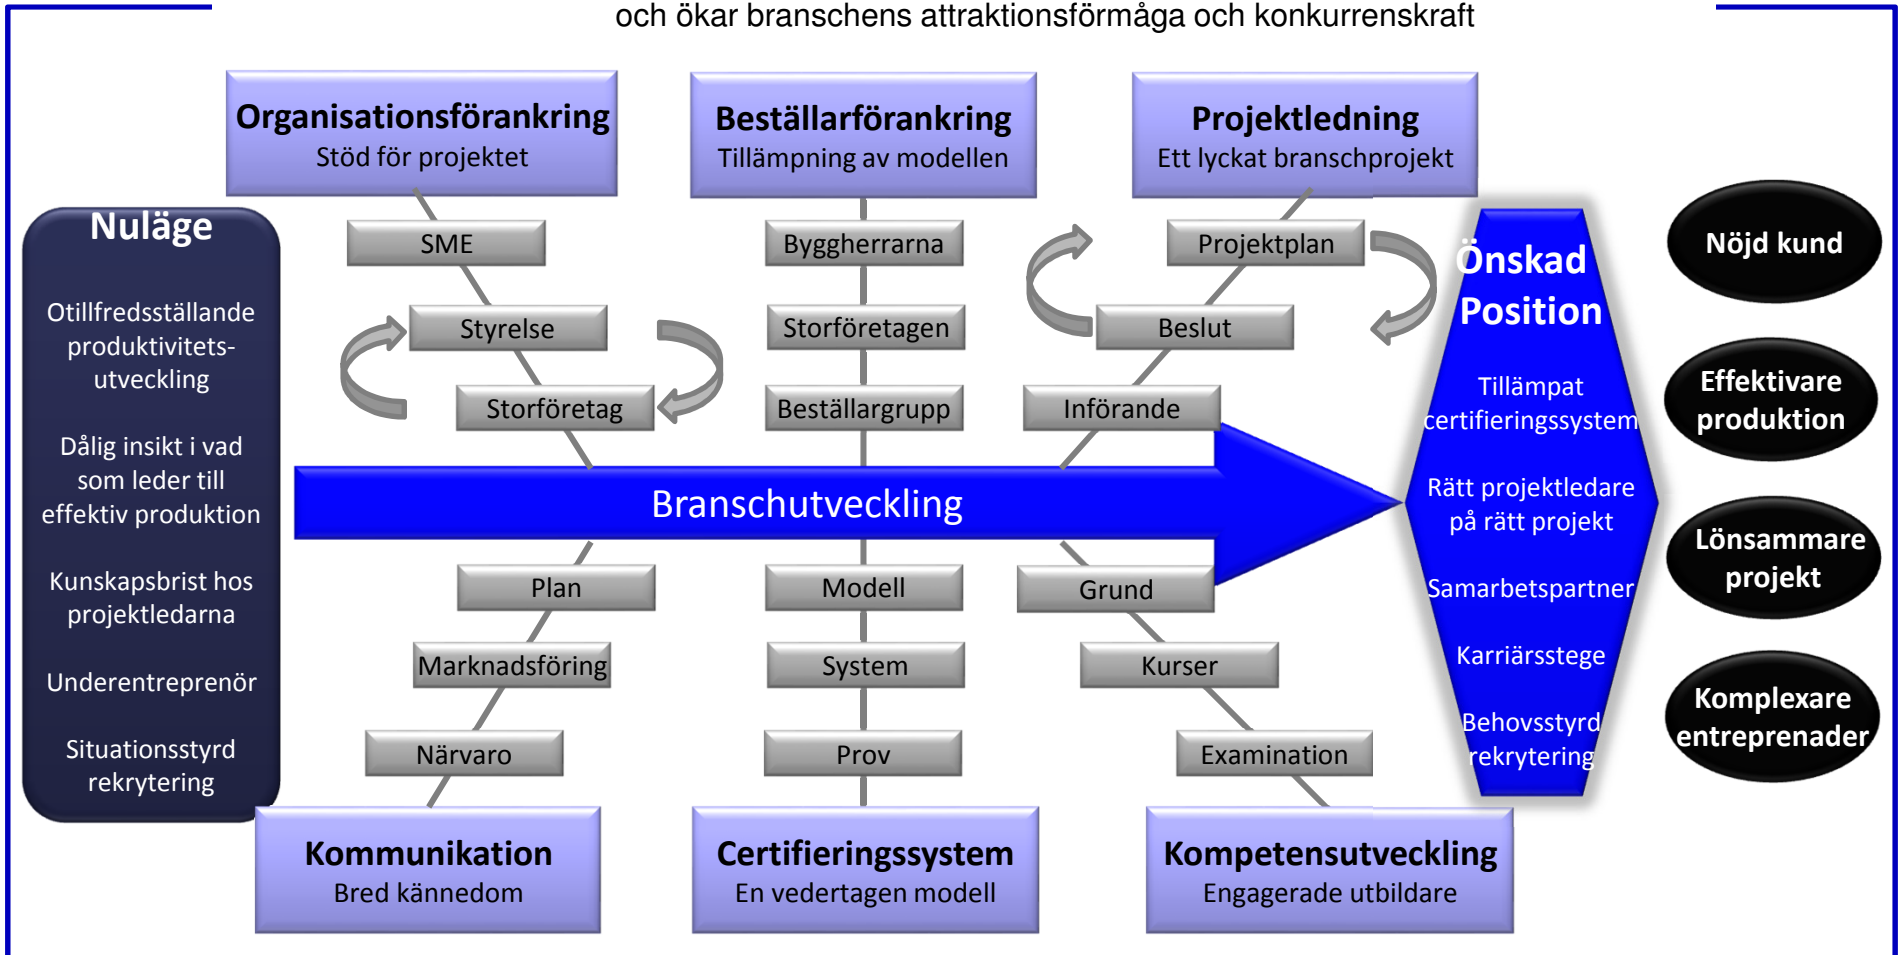 och ökar branschens attraktionsförmåga och konkurrenskraft
Organisationsförankring
Stöd för projektet
Beställarförankring
Tillämpning av modellen
Projektledning
Ett lyckat branschprojekt
Nuläge
Otillfredsställande
produktivitets-
utveckling
Dålig insikt i vad
som leder till
effektiv produktion
Kunskapsbrist hos
projektledarna
Underentreprenör
Situationsstyrd
rekrytering
SME
Styrelse
Storföretag
Byggherrarna
Storföretagen
Beställargrupp
Projektplan
Beslut
Införande
Branschutveckling
Plan
Marknadsföring
Närvaro
Modell
System
Prov
Grund
Kurser
Examination
Kommunikation
Bred kännedom
Certifieringssystem
En vedertagen modell
Kompetensutveckling
Engagerade utbildare
Önskad
Position
Tillämpat
certifieringssystem
Rätt projektledare
på rätt projekt
Samarbetspartner
Karriärsstege
Behovsstyrd
rekrytering
Nöjd kund
Effektivare
produktion
Lönsammare
projekt
Komplexare
entreprenader